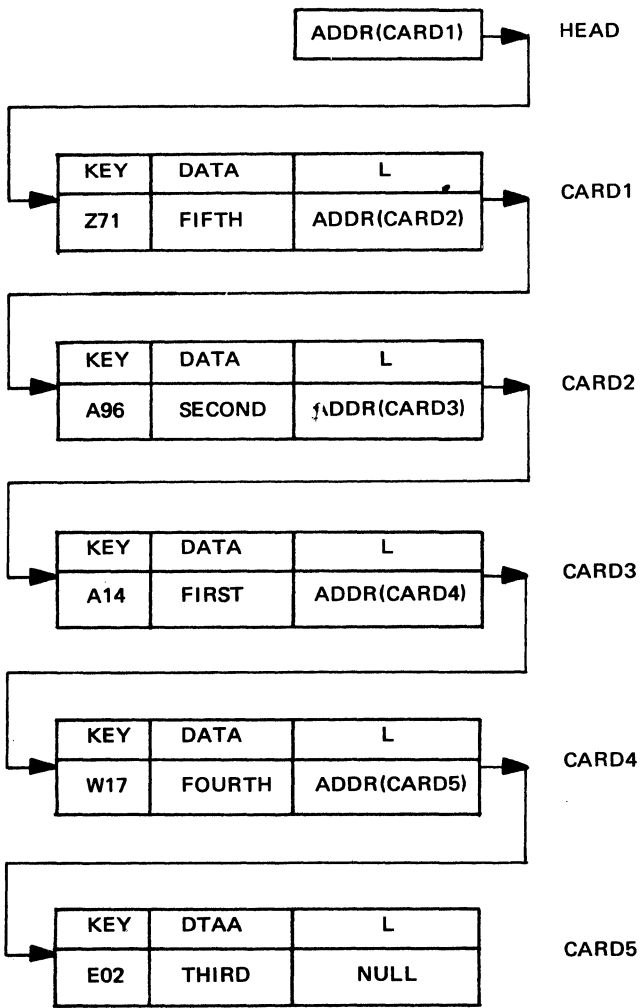 ADDR(CARD1) HEAD
KEY DATA L
CARD1
Z71 FIFTH ADDR(CARD2)
KEY DATA L
CARD2
A96 SECOND ADDR(CARD3)
KEY DATA L
CARD3
A14 FIRST ADDR(CARD4)
KEY DATA L
CARD4
W17 FOURTH ADDR(CARD5)
KEY DTAA L
CARD5
E02 THIRD NULL